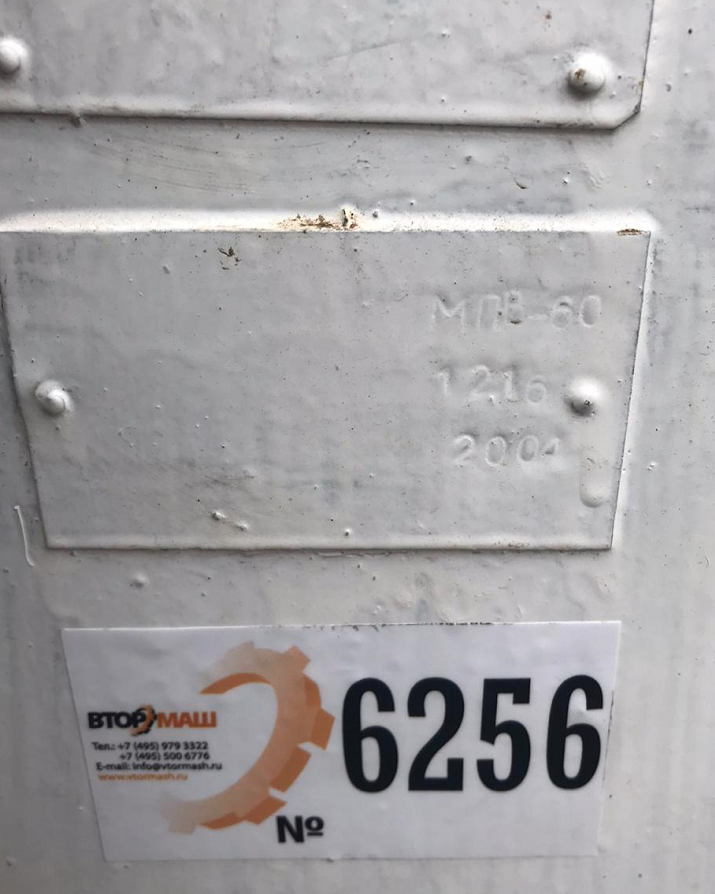 МПВ-60
1216
2001
ВТОРМАШ
Тел.: +7 (495) 979 3322
+7 (495) 500 6776
E-mail: info@vtormash.ru
www.vtormash.ru
№
6256